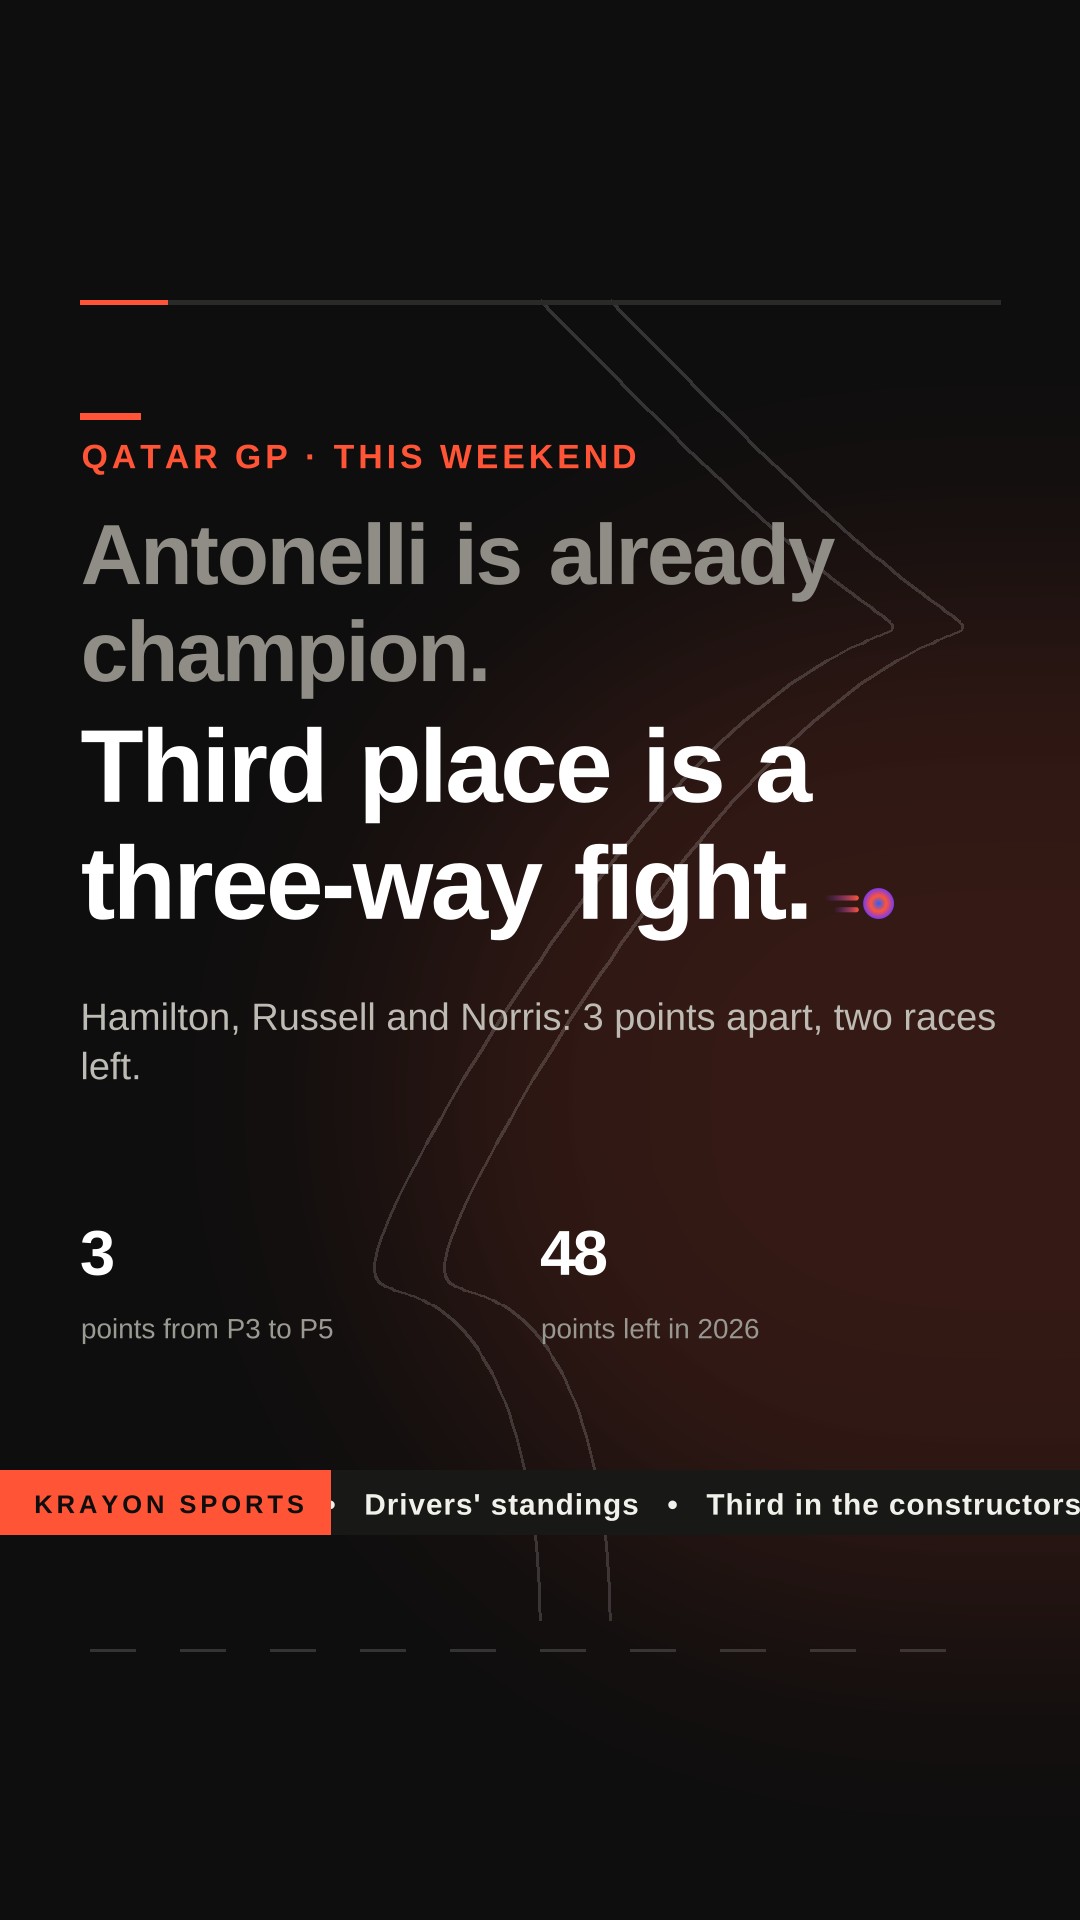 QATAR GP · THIS WEEKEND
Antonelli is already
champion.
Third place is a
three-way fight.
Hamilton, Russell and Norris: 3 points apart, two races
left.
3
48
points from P3 to P5
points left in 2026
KRAYON SPORTS • Drivers' standings • Third in the constructors